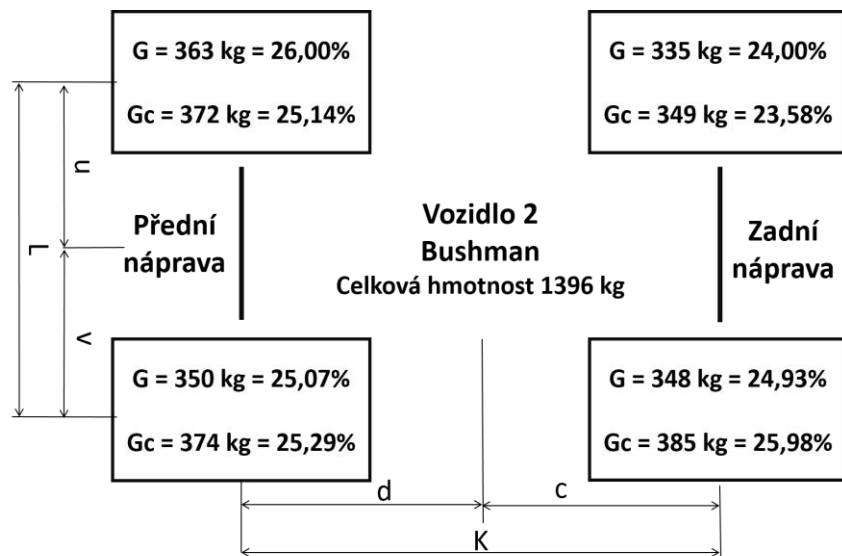 G = 363 kg = 26,00%
Gc = 372 kg = 25,14%
G = 335 kg = 24,00%
Gc = 349 kg = 23,58%
u
L
v
Přední
náprava
Vozidlo 2
Bushman
Celková hmotnost 1396 kg
Zadní
náprava
G = 350 kg = 25,07%
Gc = 374 kg = 25,29%
G = 348 kg = 24,93%
Gc = 385 kg = 25,98%
d
c
K